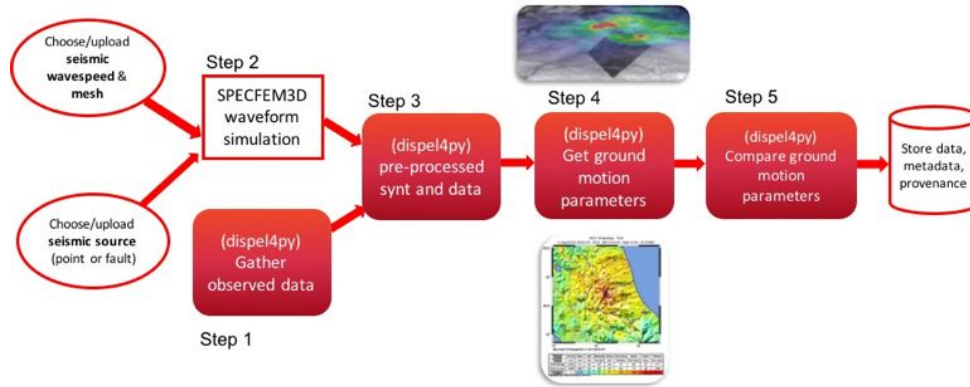 Choose/upload
seismic
wavespeed &
mesh
Choose/upload
seismic source
(point or fault)
Step 2
SPECFEM3D
waveform
simulation
(dispel4py)
Gather
observed data
Step 1
Step 3
(dispel4py)
pre-processed
synt and data
Step 4
(dispel4py)
Get ground
motion
parameters
Step 5
(dispel4py)
Compare ground
motion
parameters
Store data,
metadata,
provenance